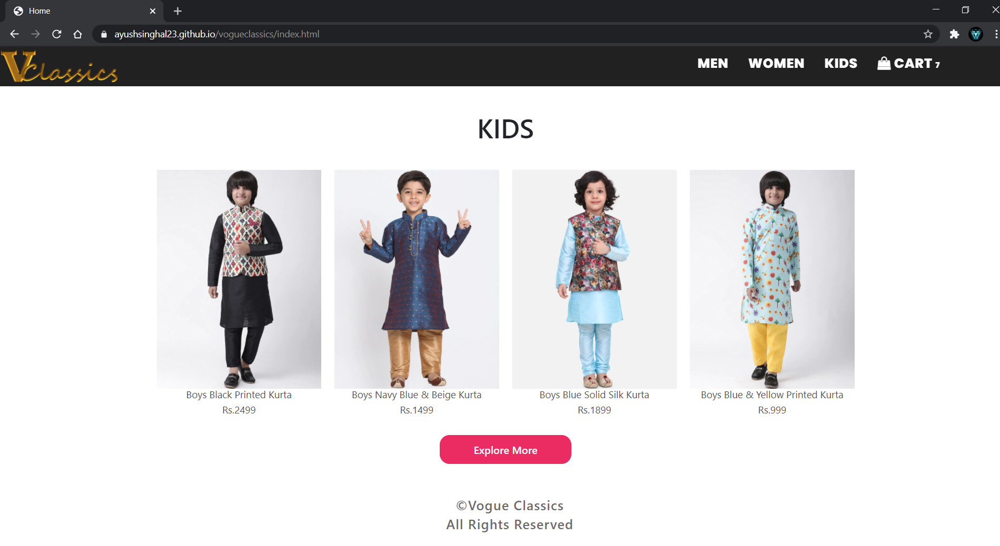 Home
ayushsinghal23.github.io/vogueclassics/index.html
VClassics
MEN WOMEN KIDS CART 7
KIDS
Boys Black Printed Kurta
Rs.2499
Boys Navy Blue & Beige Kurta
Rs.1499
Boys Blue Solid Silk Kurta
Rs.1899
Boys Blue & Yellow Printed Kurta
Rs.999
Explore More
©Vogue Classics
All Rights Reserved